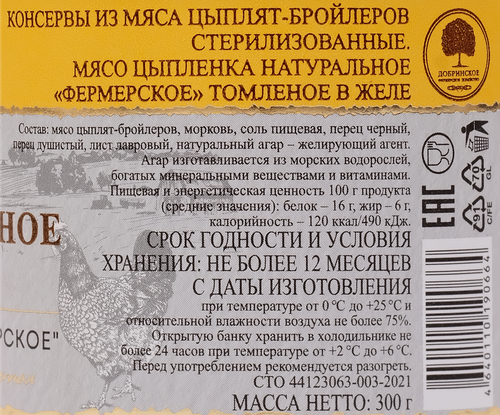 КОНСЕРВЫ ИЗ МЯСА ЦЫПЛЯТ-БРОЙЛЕРОВ
СТЕРИЛИЗОВАННЫЕ.
МЯСО ЦЫПЛЕНКА НАТУРАЛЬНОЕ
«ФЕРМЕРСКОЕ» ТОМЛЕНОЕ В ЖЕЛЕ
ДОБРИНСКОЕ
Состав: мясо цыплят-бройлеров, морковь, соль пищевая, перец черный,
перец душистый, лист лавровый, натуральный агар – желирующий агент.
Агар изготавливается из морских водорослей,
богатых минеральными веществами и витаминами.
Пищевая и энергетическая ценность 100 г продукта
(средние значения): белок – 16 г, жир – 6 г,
калорийность – 120 ккал/490 кДж.
СРОК ГОДНОСТИ И УСЛОВИЯ
ХРАНЕНИЯ: НЕ БОЛЕЕ 12 МЕСЯЦЕВ
С ДАТЫ ИЗГОТОВЛЕНИЯ
при температуре от 0 °С до +25 °С и
относительной влажности воздуха не более 75%.
Открытую банку хранить в холодильнике не
более 24 часов при температуре от +2 °С до +6 °С.
Перед употреблением рекомендуется разогреть.
СТО 44123063-003-2021
МАССА НЕТТО: 300 г
НОЕ
РСКОЕ"
EAC
91
C/FE
70
GL
4640110190664